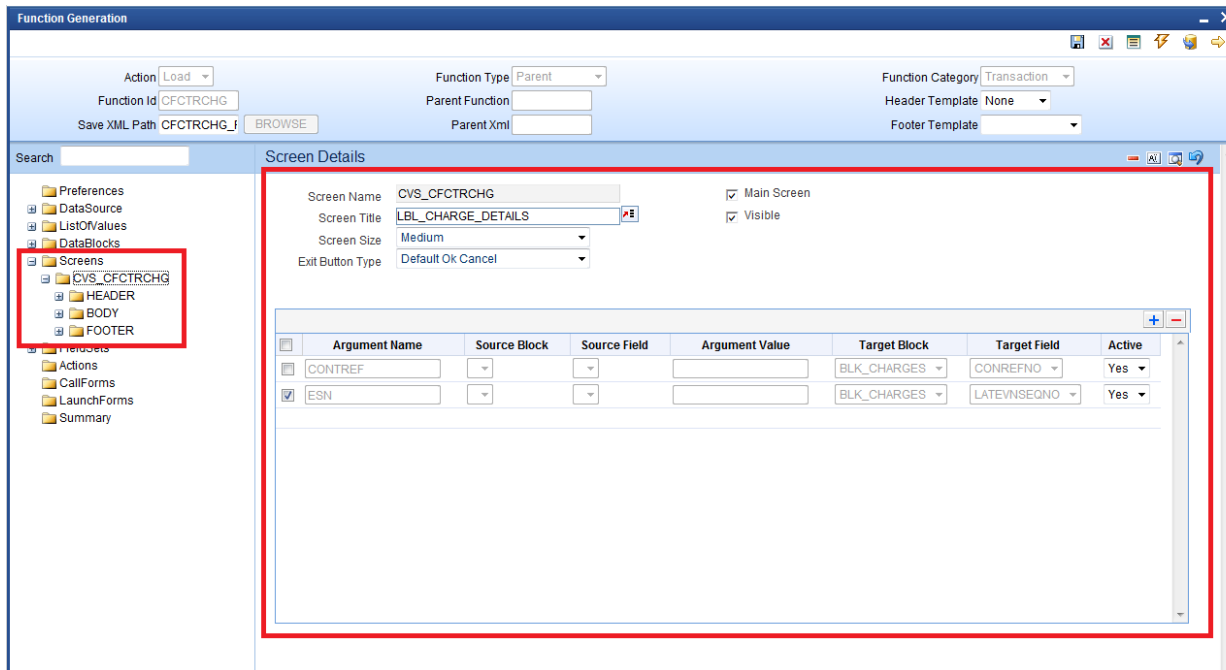 Function Generation
Action Load
Function Type Parent
Function Category Transaction
Function Id CFCTRCHG
Parent Function
Header Template None
Save XML Path CFCTRCHG_
BROWSE
Parent Xml
Footer Template
Search
Screen Details
Preferences
DataSource
ListOfValues
DataBlocks
Screens
CVS_CFCTRCHG
HEADER
BODY
FOOTER
FieldSets
Actions
CallForms
LaunchForms
Summary
Screen Name CVS_CFCTRCHG
Main Screen
Screen Title LBL_CHARGE_DETAILS
Visible
Screen Size Medium
Exit Button Type Default Ok Cancel
Argument Name Source Block Source Field Argument Value Target Block Target Field Active
CONTREF BLK_CHARGES CONREFNO Yes
ESN BLK_CHARGES LATEVNSEQNO Yes